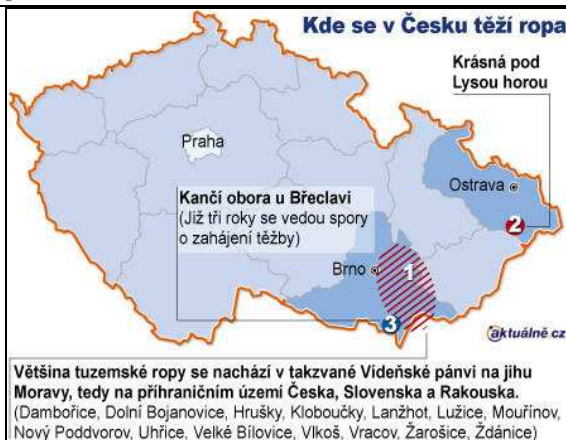 Kde se v Česku těží ropa
Krásná pod
Lysou horou
Praha
Ostrava
Kančí obora u Břeclavi
(Již tři roky se vedou spory
o zahájení těžby)
2
Brno
1
3
aktuálně cz
Většina tuzemské ropy se nachází v takzvané Vídeňské pánvi na jihu
Moravy, tedy na příhraničním území Česka, Slovenska a Rakouska.
(Dambořice, Dolní Bojanovice, Hrušky, Kloboučky, Lanžhot, Lužice, Mouřínov,
Nový Poddvorov, Uhřice, Velké Bílovice, Vlkoš, Vracov, Žarošice, Ždánice)